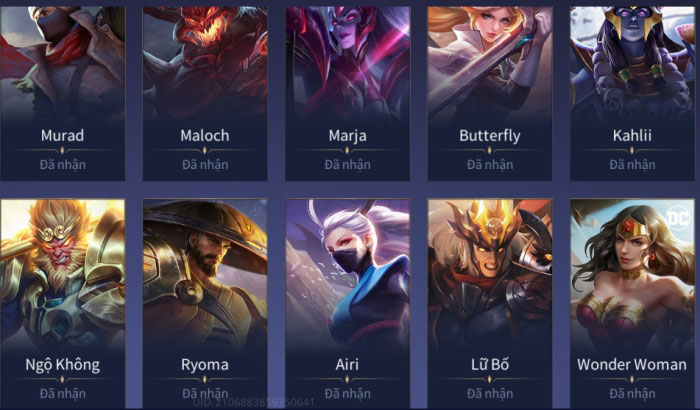 Murad
Maloch
Marja
Butterfly
Kahlii
Đã nhận
Đã nhận
Đã nhận
Đã nhận
Đã nhận
DC
Ngộ Không
Ryoma
Airi
Lữ Bố
Wonder Woman
Đã nhận
Đã nhận
Đã nhận
Đã nhận
Đã nhận
UID: 2106883859350641